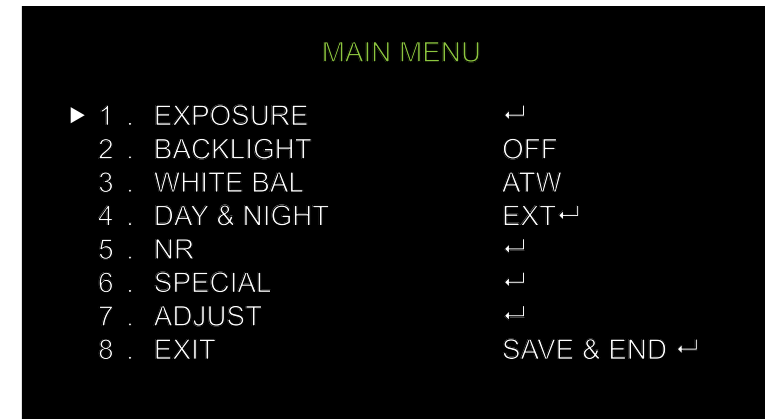 MAIN MENU
▶ 1 . EXPOSURE ↵
2 . BACKLIGHT OFF
3 . WHITE BAL ATW
4 . DAY & NIGHT EXT↵
5 . NR ↵
6 . SPECIAL ↵
7 . ADJUST ↵
8 . EXIT SAVE & END ↵